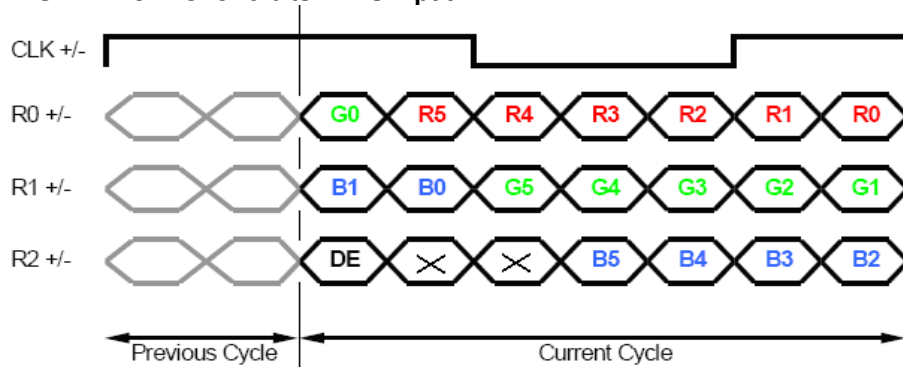 CLK +/-
R0 +/- G0 R5 R4 R3 R2 R1 R0
R1 +/- B1 B0 G5 G4 G3 G2 G1
R2 +/- DE B5 B4 B3 B2
Previous Cycle Current Cycle